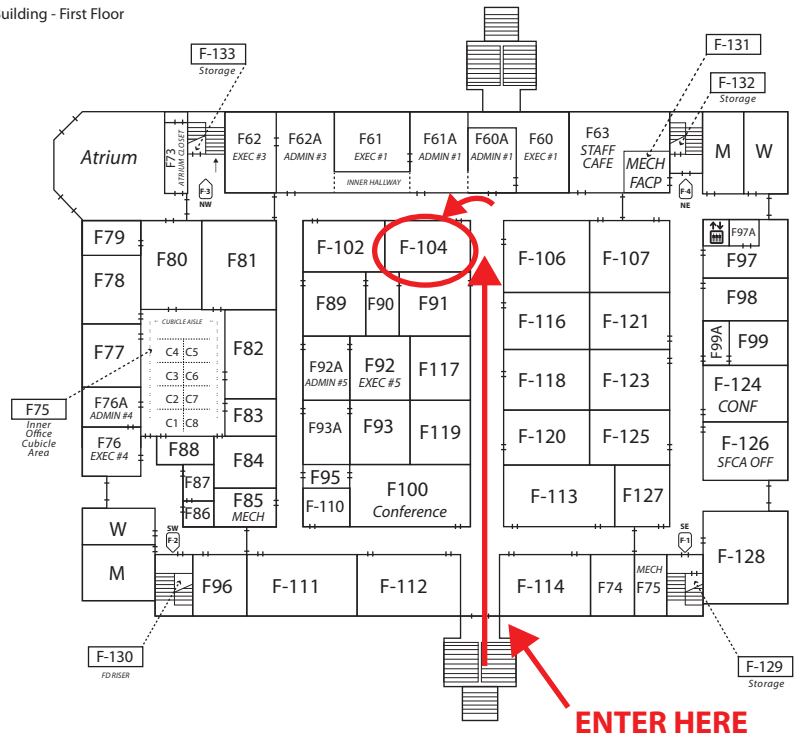 uilding - First Floor
F-133
Storage
F-131
F-132
Storage
Atrium
F73
ATRIUM CLOSET
F62
EXEC #3
F62A
ADMIN #3
F61
EXEC #1
F61A
ADMIN #1
F60A
ADMIN #1
F60
EXEC #1
F63
STAFF
CAFE
MECH
FACP
M
W
INNER HALLWAY
F-3
NW
F-4
NE
F79
F80
F81
F-102
F-104
F-106
F-107
F97A
F97
F78
F89
F90
F91
F98
CUBICLE AISLE
F-116
F-121
F77
C4 C5
F82
F99A
F99
C3 C6
F92A
ADMIN #5
F92
EXEC #5
F117
F-118
F-123
F-124
CONF
F76A
ADMIN #4
C2 C7
F75
Inner
Office
Cubicle
Area
C1 C8
F83
F93A
F93
F119
F-120
F-125
F-126
SFCA OFF
F76
EXEC #4
F88
F84
F87
F95
F100
Conference
F-113
F127
F86
F85
MECH
F-110
W
SW
F-2
SE
F-1
F-128
M
F96
F-111
F-112
F-114
F74
MECH
F75
F-130
FD RISER
F-129
Storage
ENTER HERE